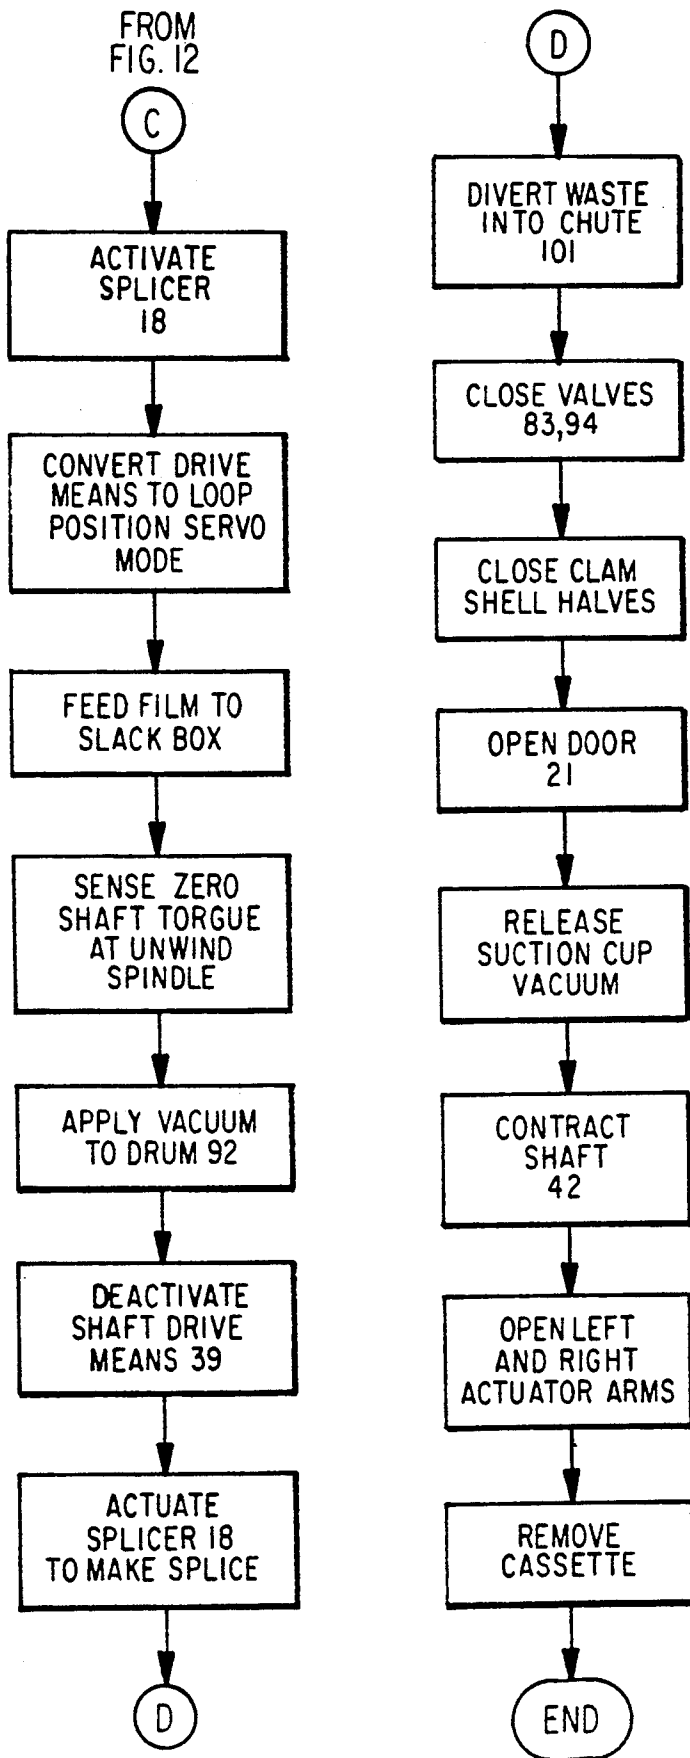 FROM
FIG. 12
C
ACTIVATE
SPLICER
18
CONVERT DRIVE
MEANS TO LOOP
POSITION SERVO
MODE
FEED FILM TO
SLACK BOX
SENSE ZERO
SHAFT TORGUE
AT UNWIND
SPINDLE
APPLY VACUUM
TO DRUM 92
DEACTIVATE
SHAFT DRIVE
MEANS 39
ACTUATE
SPLICER 18
TO MAKE SPLICE
D
D
DIVERT WASTE
INTO CHUTE
101
CLOSE VALVES
83,94
CLOSE CLAM
SHELL HALVES
OPEN DOOR
21
RELEASE
SUCTION CUP
VACUUM
CONTRACT
SHAFT
42
OPEN LEFT
AND RIGHT
ACTUATOR ARMS
REMOVE
CASSETTE
END